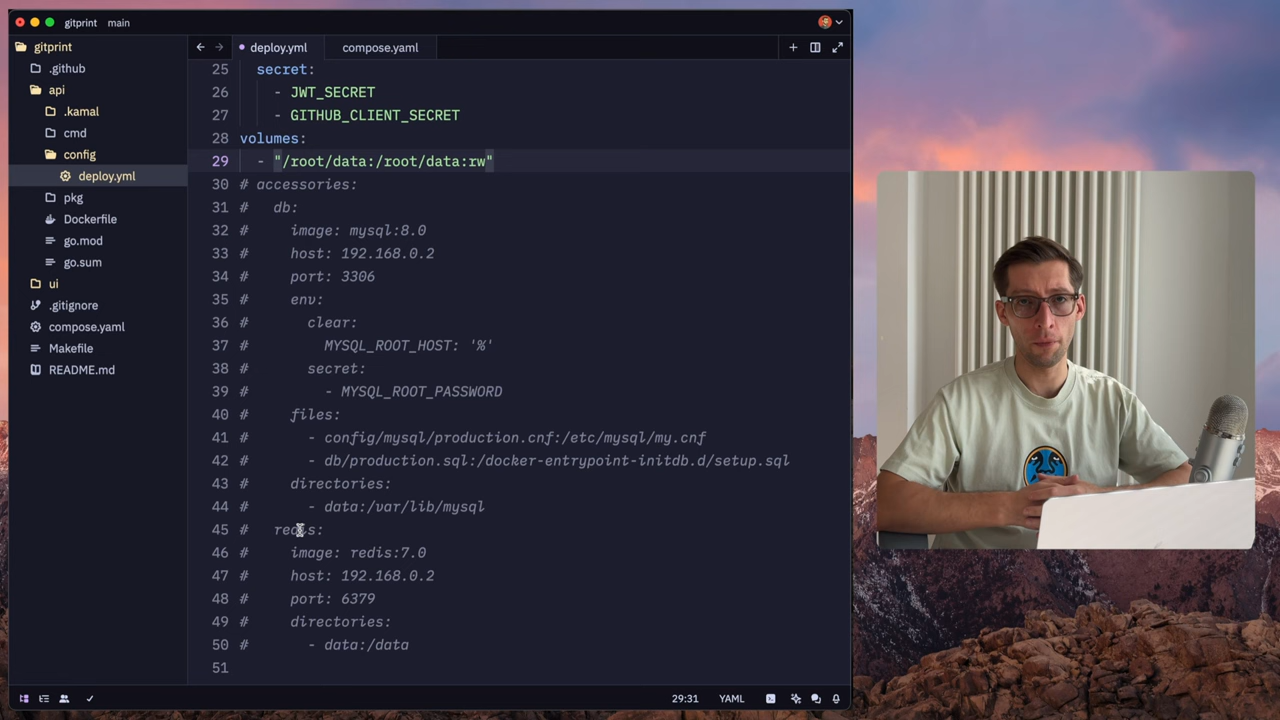 gitprint main
gitprint
.github
api
.kamal
cmd
config
deploy.yml
pkg
Dockerfile
go.mod
go.sum
ui
.gitignore
compose.yaml
Makefile
README.md
deploy.yml compose.yaml
25 secret:
26 - JWT_SECRET
27 - GITHUB_CLIENT_SECRET
28 volumes:
29 - "/root/data:/root/data:rw"
30 # accessories:
31 # db:
32 # image: mysql:8.0
33 # host: 192.168.0.2
34 # port: 3306
35 # env:
36 # clear:
37 # MYSQL_ROOT_HOST: '%'
38 # secret:
39 # - MYSQL_ROOT_PASSWORD
40 # files:
41 # - config/mysql/production.cnf:/etc/mysql/my.cnf
42 # - db/production.sql:/docker-entrypoint-initdb.d/setup.sql
43 # directories:
44 # - data:/var/lib/mysql
45 # redis:
46 # image: redis:7.0
47 # host: 192.168.0.2
48 # port: 6379
49 # directories:
50 # - data:/data
51
29:31 YAML